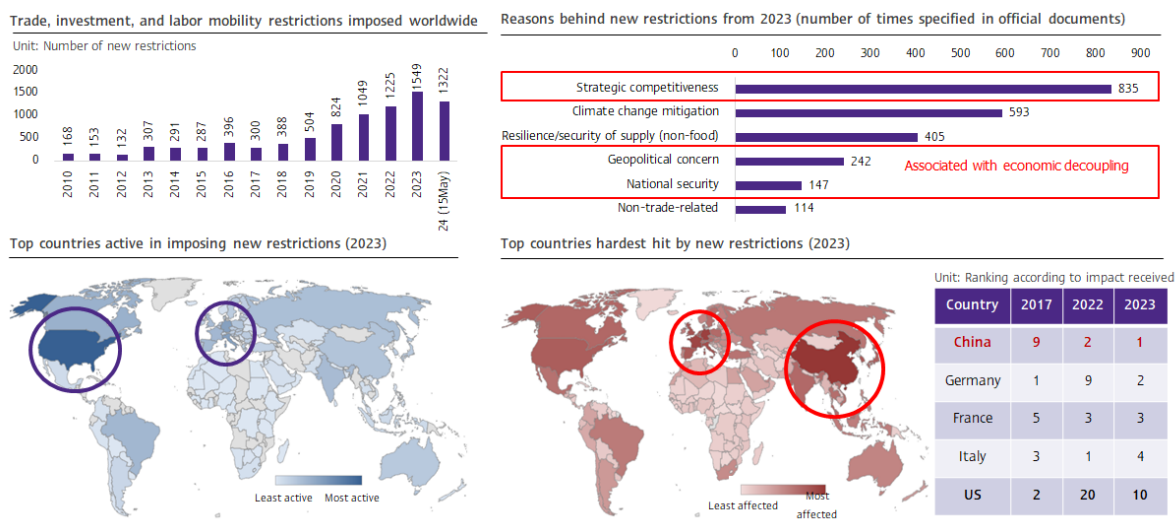 Trade, investment, and labor mobility restrictions imposed worldwide
Unit: Number of new restrictions
2000
1500
1000
500
0
168
153
132
307
291
287
396
300
388
504
824
1049
1225
1549
1322
2010
2011
2012
2013
2014
2015
2016
2017
2018
2019
2020
2021
2022
2023
24 (15May)
Reasons behind new restrictions from 2023 (number of times specified in official documents)
0 100 200 300 400 500 600 700 800 900
Strategic competitiveness 835
Climate change mitigation 593
Resilience/security of supply (non-food) 405
Geopolitical concern 242
Associated with economic decoupling
National security 147
Non-trade-related 114
Top countries active in imposing new restrictions (2023)
Least active Most active
Top countries hardest hit by new restrictions (2023)
Least affected Most affected
Unit: Ranking according to impact received
Country 2017 2022 2023
China 9 2 1
Germany 1 9 2
France 5 3 3
Italy 3 1 4
US 2 20 10